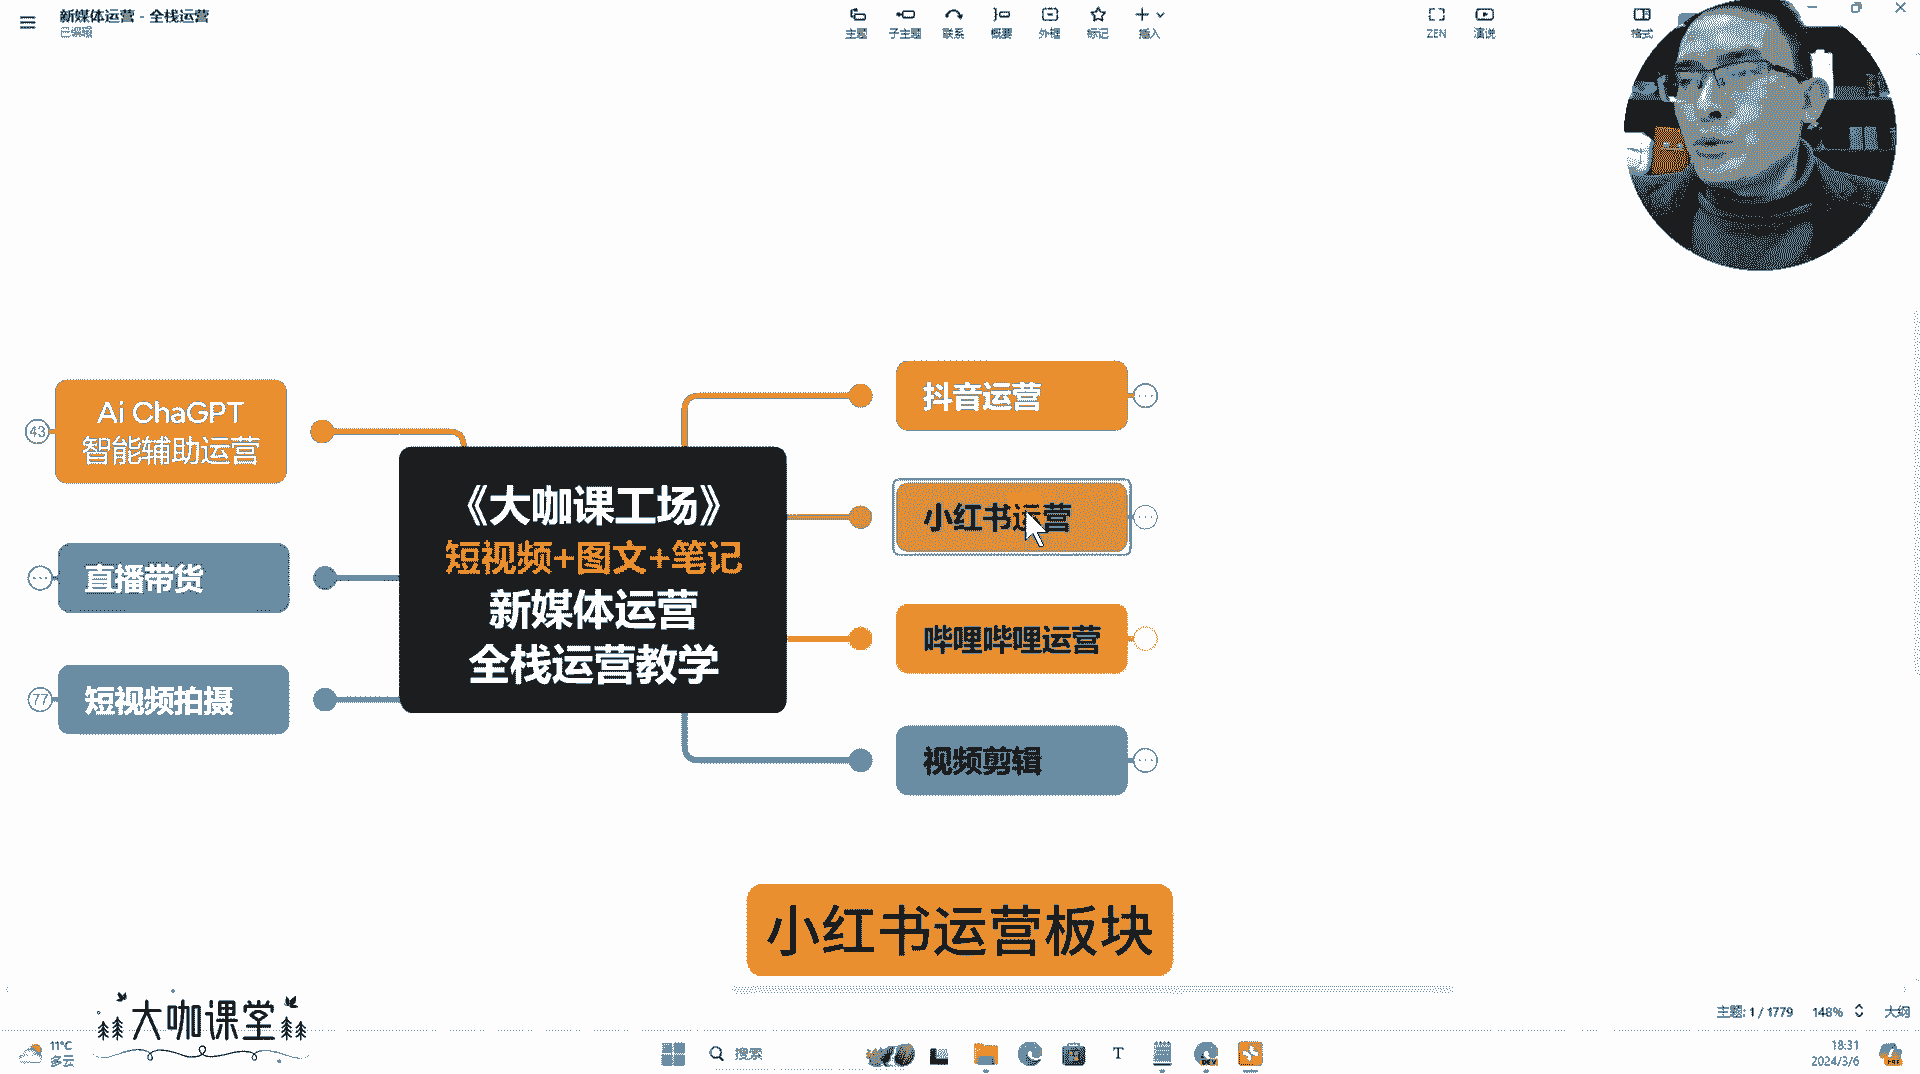 新媒体运营 - 全栈运营
已编辑
主题
子主题
联系
概要
外框
标记
插入
ZEN
演说
格式
43
Ai ChaGPT
智能辅助运营
直播带货
77
短视频拍摄
《大咖课工场》
短视频+图文+笔记
新媒体运营
全栈运营教学
抖音运营
小红书运营
哔哩哔哩运营
视频剪辑
小红书运营板块
大咖课堂
主题: 1 / 1779
148%
大纲
11°C
多云
搜索
T
DEV
18:31
2024/3/6